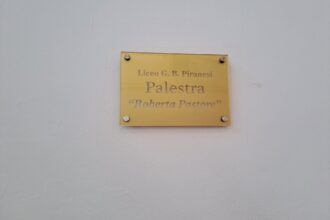 Liceo G. B. Piranesi
Palestra
"Roberta Pastore"